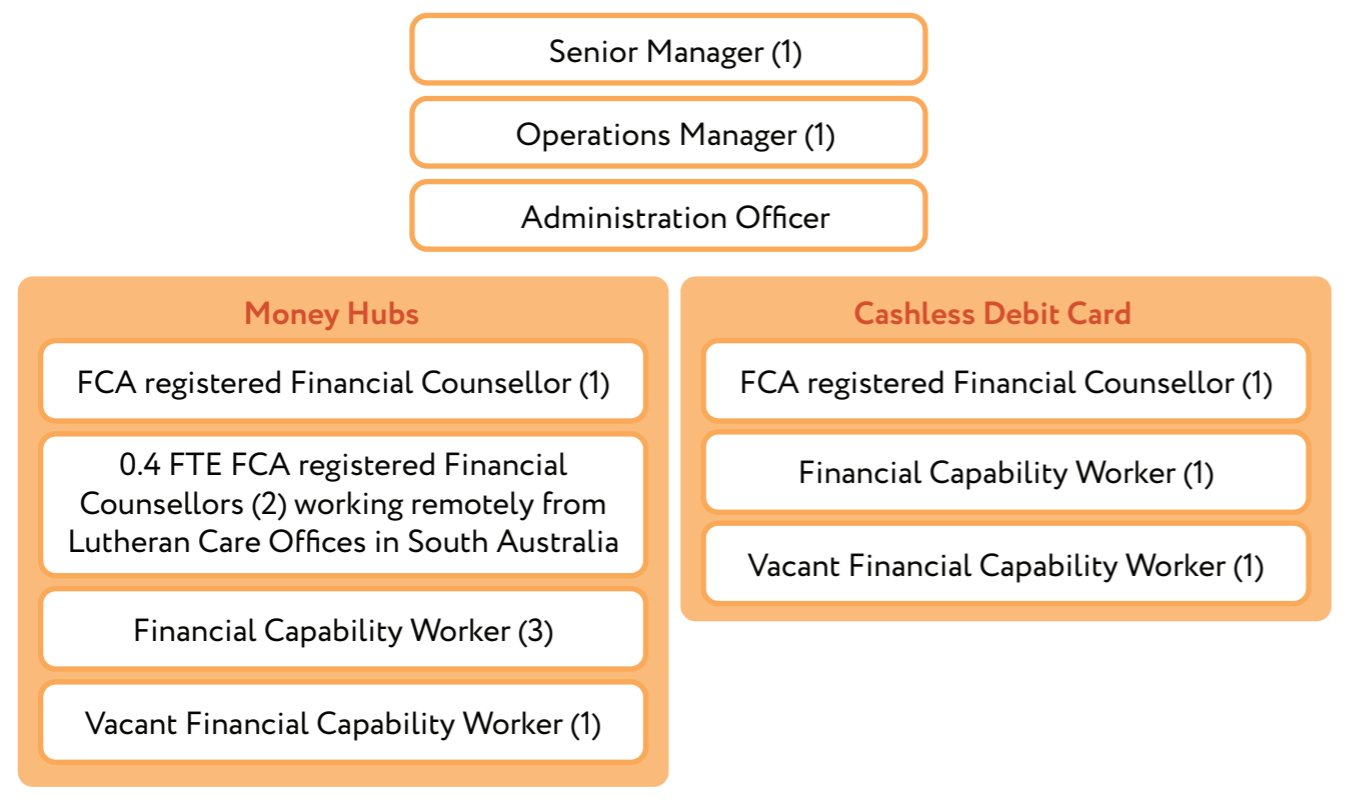 Senior Manager (1)
Operations Manager (1)
Administration Officer
Money Hubs
FCA registered Financial Counsellor (1)
0.4 FTE FCA registered Financial
Counsellors (2) working remotely from
Lutheran Care Offices in South Australia
Financial Capability Worker (3)
Vacant Financial Capability Worker (1)
Cashless Debit Card
FCA registered Financial Counsellor (1)
Financial Capability Worker (1)
Vacant Financial Capability Worker (1)